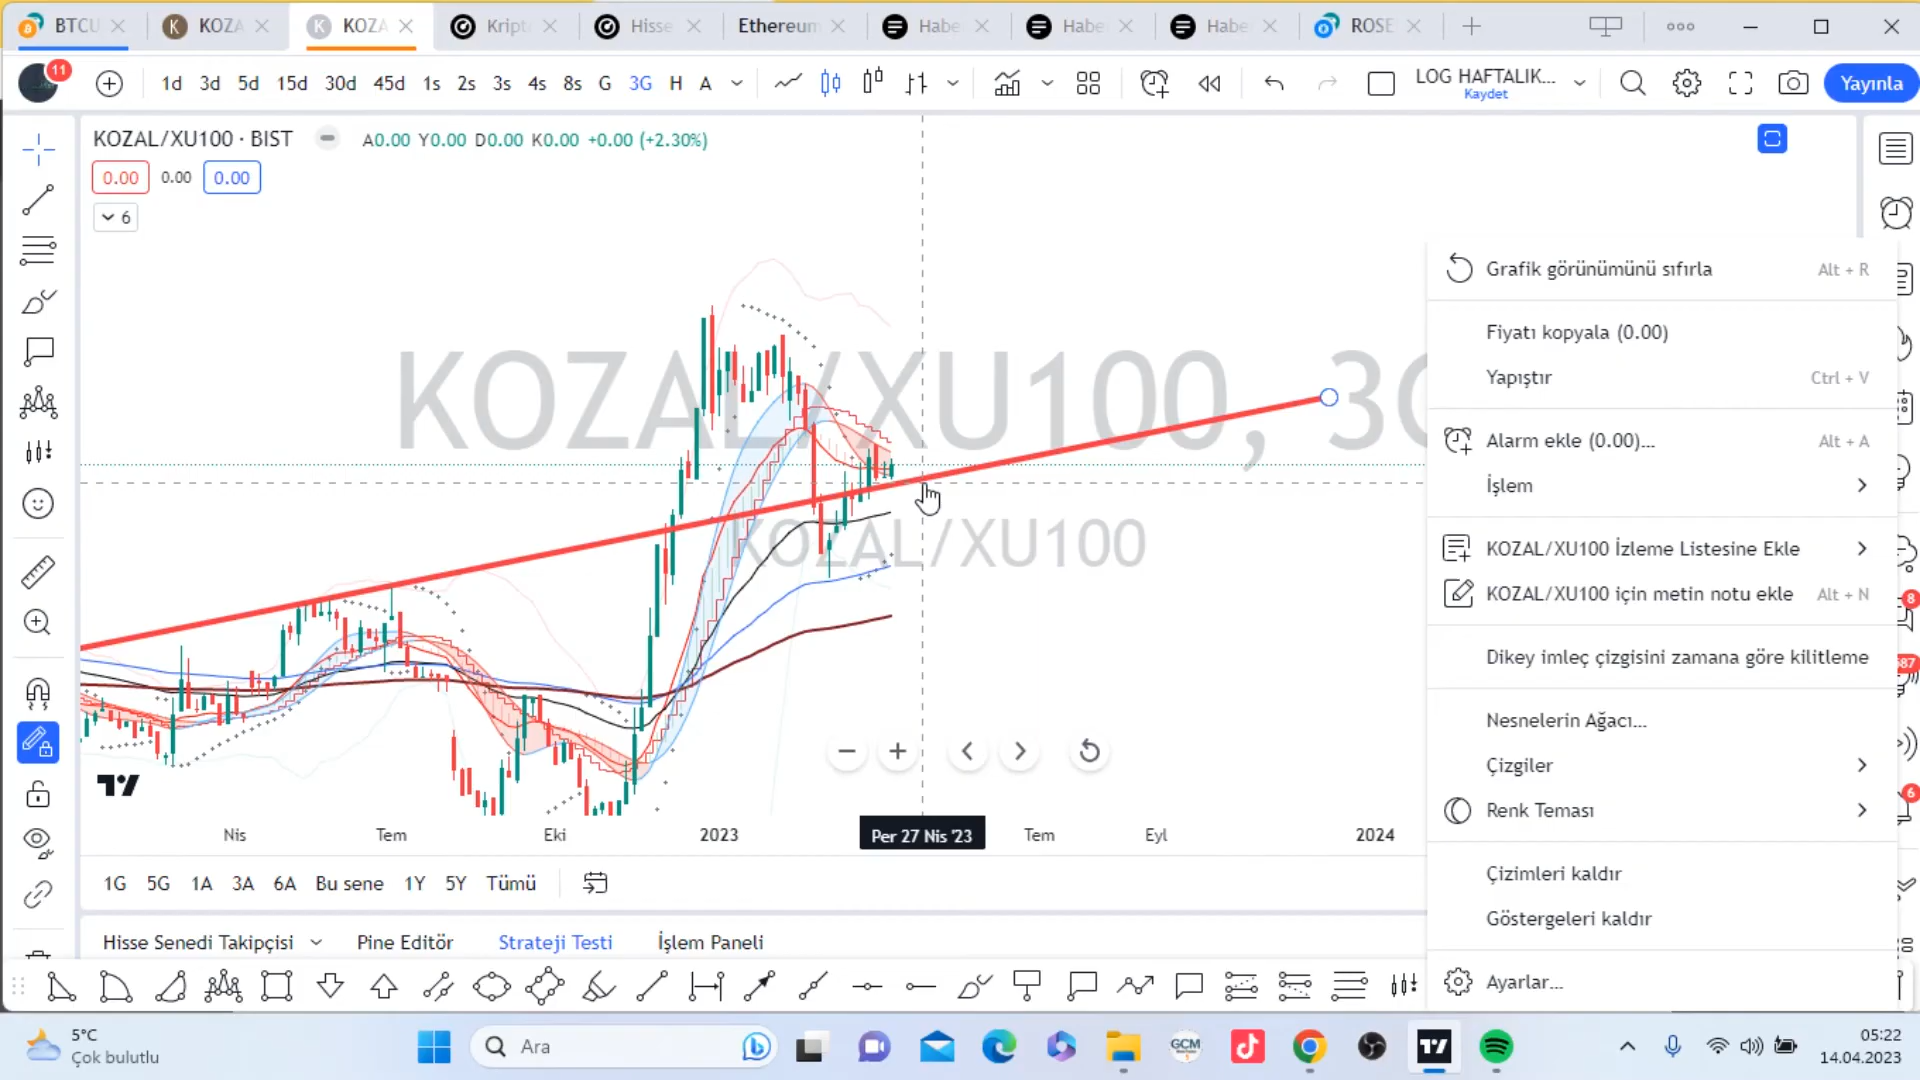 BTCU
KOZA
KOZA
Kript
Hisse
Ethereum
Habe
Habe
Habe
ROSE
11
1d 3d 5d 15d 30d 45d 1s 2s 3s 4s 8s G 3G H A
LOG HAFTALIK...
Kaydet
Yayınla
KOZAL/XU100 · BIST
A0.00 Y0.00 D0.00 K0.00 +0.00 (+2.30%)
0.00 0.00 0.00
6
KOZAL/XU100, 3G
KOZAL/XU100
Grafik görünümünü sıfırla Alt + R
Fiyatı kopyala (0.00)
Yapıştır Ctrl + V
Alarm ekle (0.00)... Alt + A
İşlem
KOZAL/XU100 İzleme Listesine Ekle
KOZAL/XU100 için metin notu ekle Alt + N
Dikey imleç çizgisini zamana göre kilitleme
Nesnelerin Ağacı...
Çizgiler
Renk Teması
Çizimleri kaldır
Göstergeleri kaldır
Ayarlar...
8
6
Nis Tem Eki 2023 Per 27 Nis '23 Tem Eyl 2024
1G 5G 1A 3A 6A Bu sene 1Y 5Y Tümü
Hisse Senedi Takipçisi Pine Editör Strateji Testi İşlem Paneli
5°C
Çok bulutlu
Ara
GCM
05:22
14.04.2023